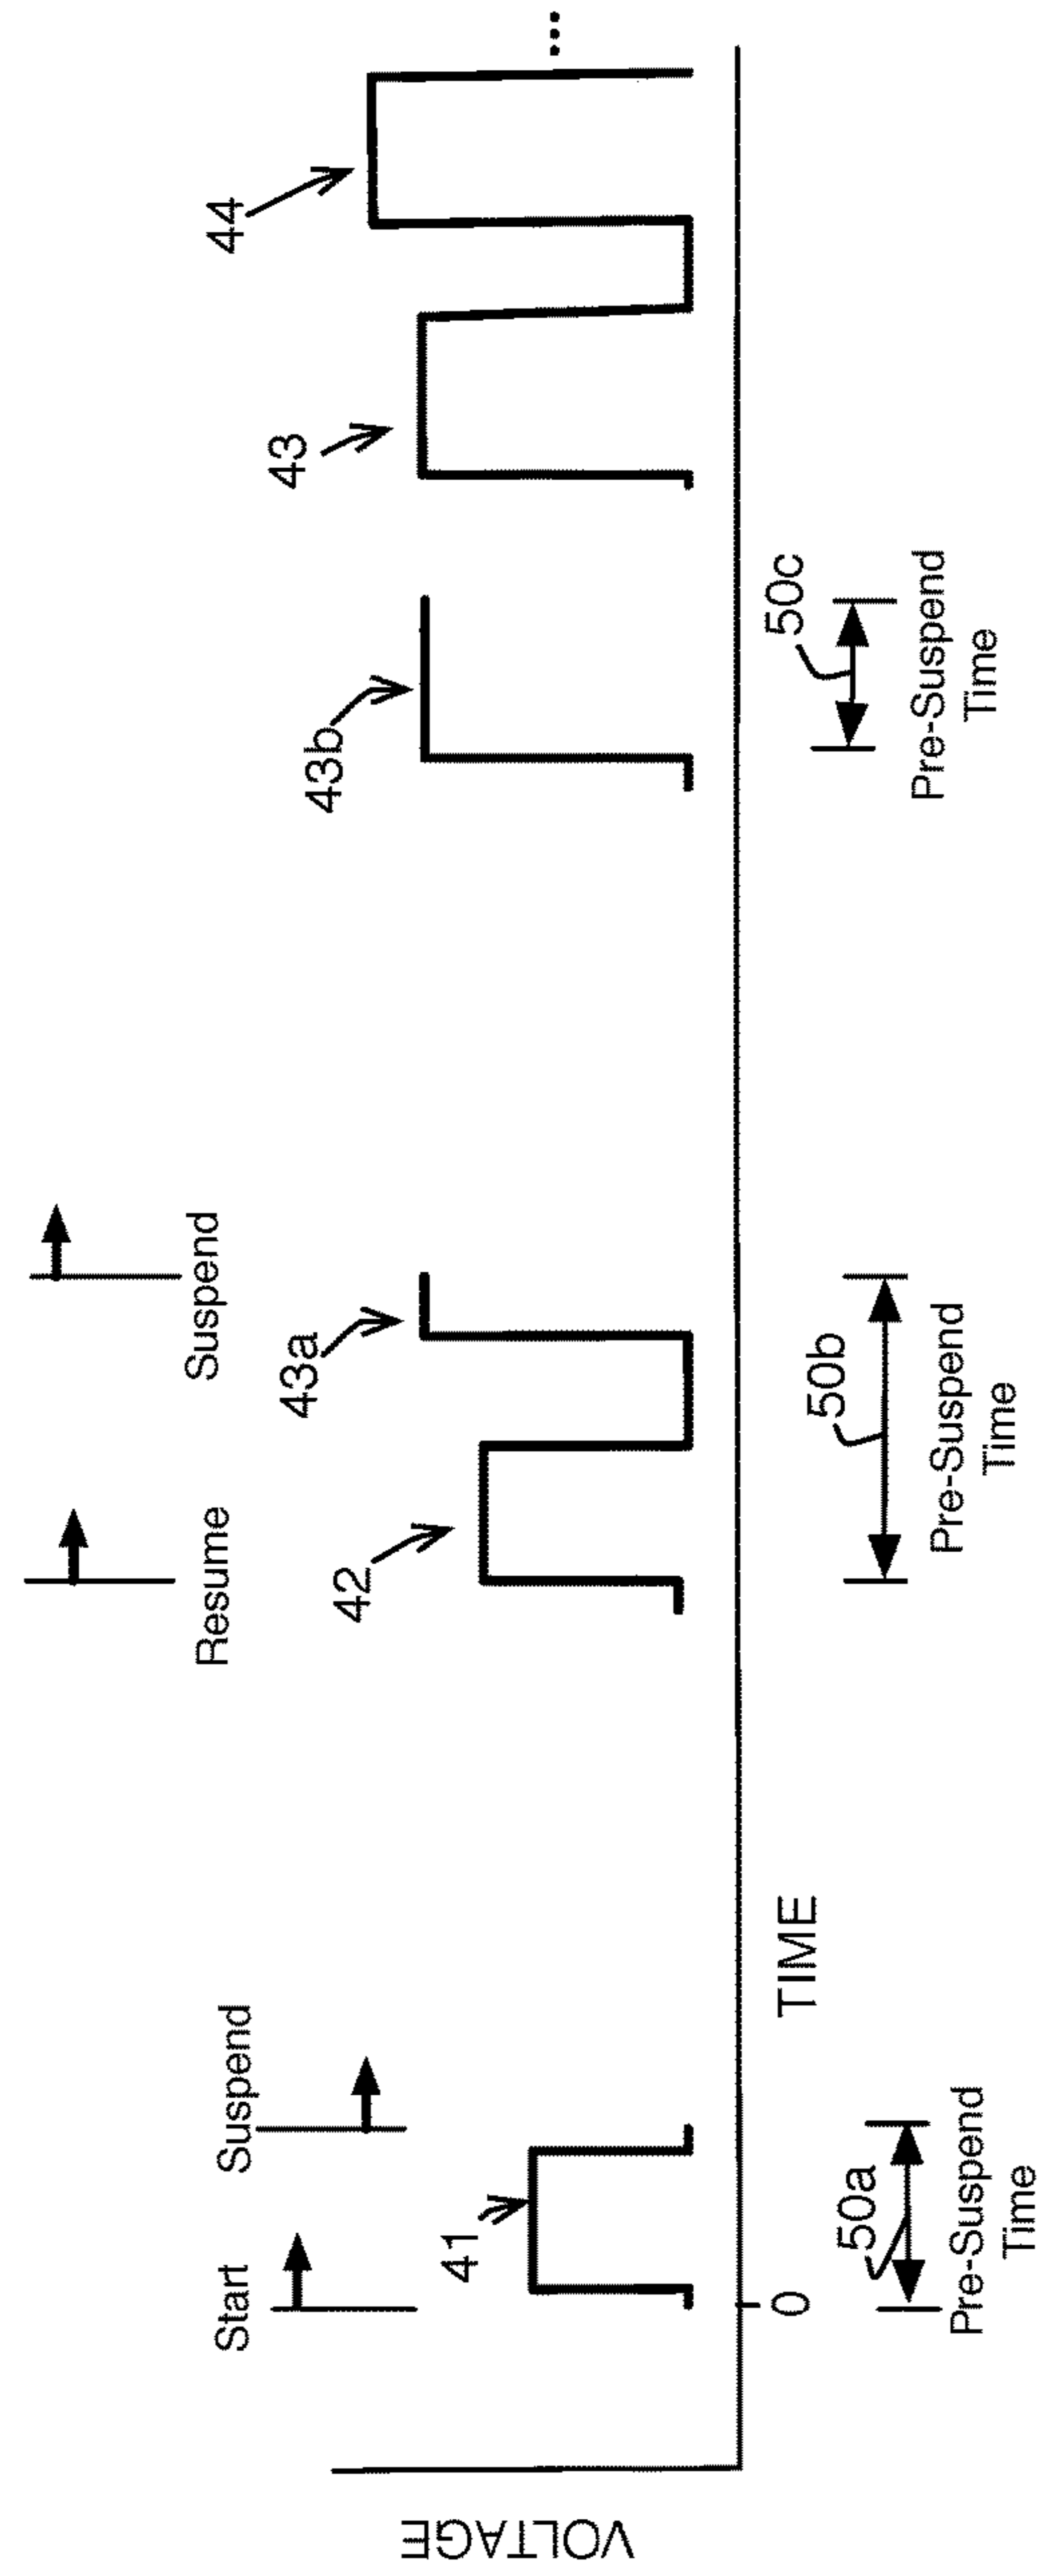 Start
Suspend
Resume
Suspend
41
42
43a
43b
43
44
...
VOLTAGE
0
TIME
50a
50b
50c
Pre-Suspend
Time
Pre-Suspend
Time
Pre-Suspend
Time